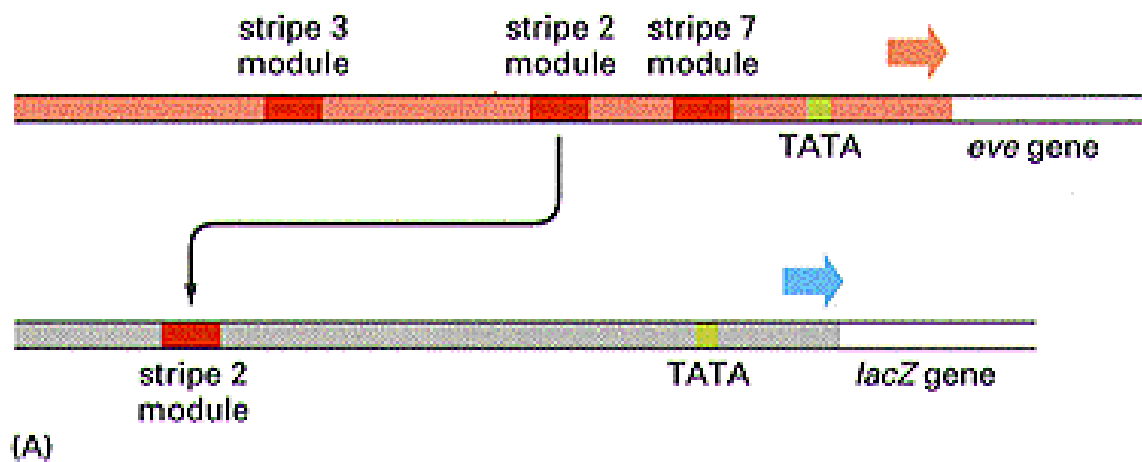 stripe 3 module
stripe 2 module
stripe 7 module
TATA
eve gene
stripe 2 module
TATA
lacZ gene
(A)